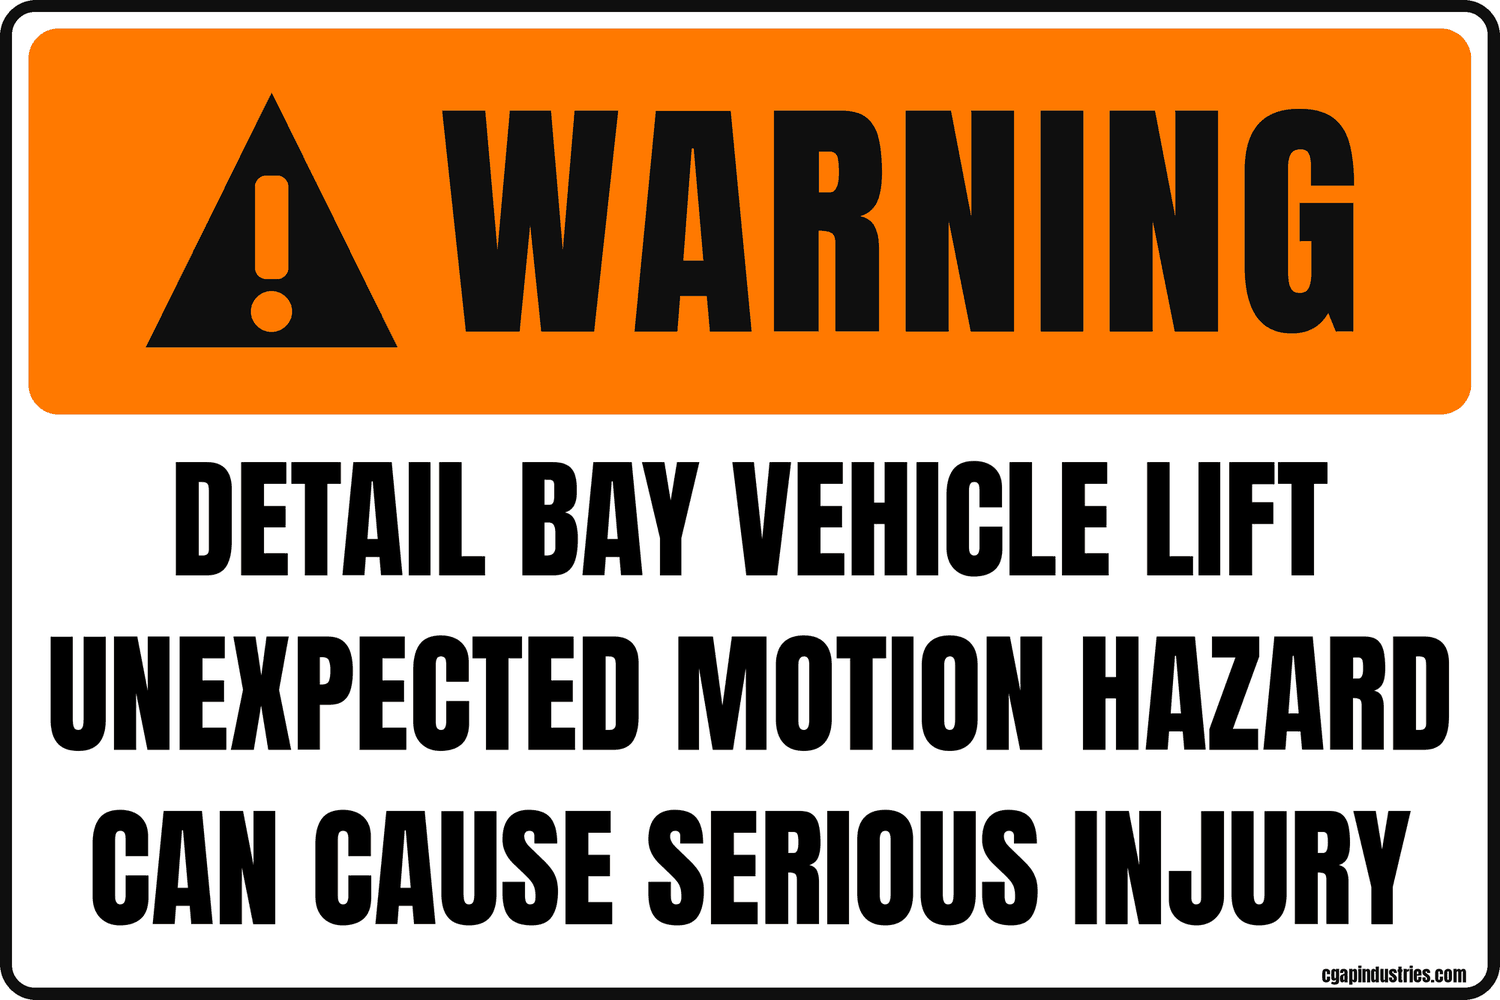 WARNING
DETAIL BAY VEHICLE LIFT
UNEXPECTED MOTION HAZARD
CAN CAUSE SERIOUS INJURY
cgapindustries.com